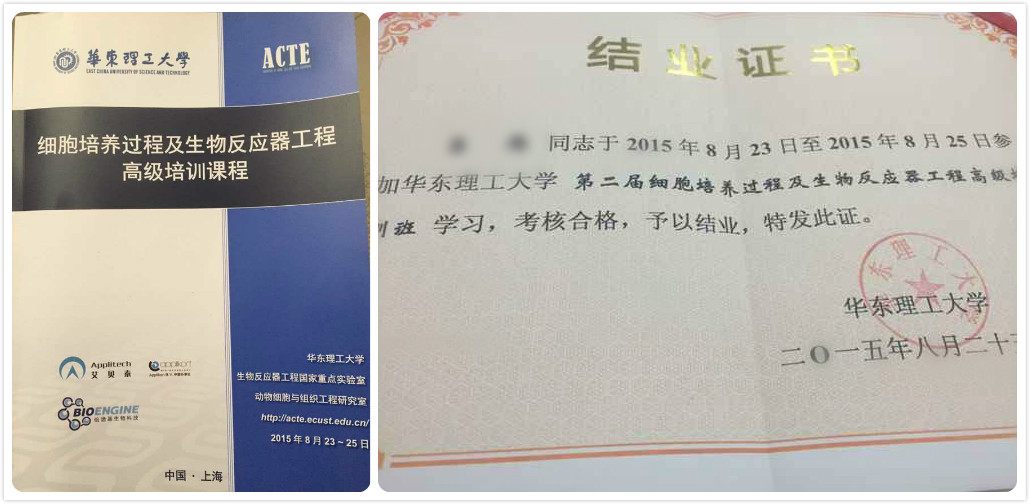 華東理工大學
EAST CHINA UNIVERSITY OF SCIENCE AND TECHNOLOGY
ACTE
细胞培养过程及生物反应器工程
高级培训课程
Applitech
艾贝泰
applikon
BIOENGINE
华东理工大学
生物反应器工程国家重点实验室
动物细胞与组织工程研究室
http://acte.ecust.edu.cn/
2015年8月23~25日
中国·上海
结业证书
同志于2015年8月23日至2015年8月25日参
加华东理工大学 第二届细胞培养过程及生物反应器工程高级
班 学习，考核合格，予以结业，特发此证。
华东理工大学
华东理工大学
二〇一五年八月二十